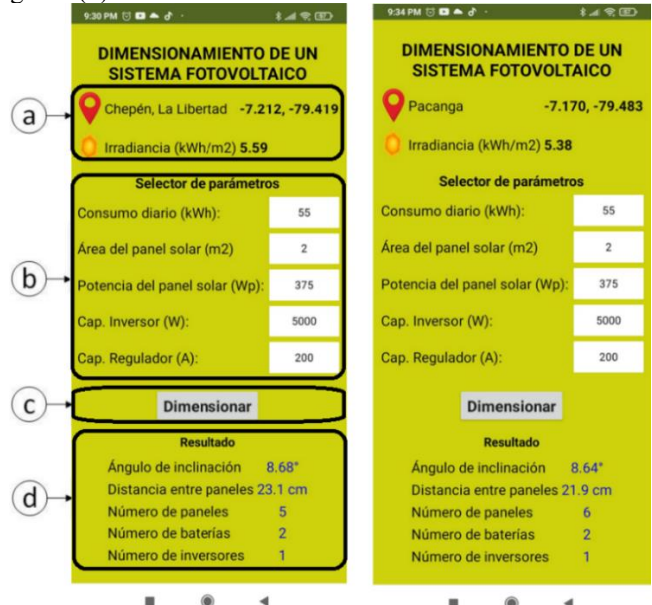 9:30 PM
DIMENSIONAMIENTO DE UN
SISTEMA FOTOVOLTAICO
a
Chepén, La Libertad -7.212, -79.419
Irradiancia (kWh/m2) 5.59
b
Selector de parámetros
Consumo diario (kWh): 55
Área del panel solar (m2) 2
Potencia del panel solar (Wp): 375
Cap. Inversor (W): 5000
Cap. Regulador (A): 200
c
Dimensionar
d
Resultado
Ángulo de inclinación 8.68°
Distancia entre paneles 23.1 cm
Número de paneles 5
Número de baterías 2
Número de inversores 1
9:34 PM
DIMENSIONAMIENTO DE UN
SISTEMA FOTOVOLTAICO
Pacanga -7.170, -79.483
Irradiancia (kWh/m2) 5.38
Selector de parámetros
Consumo diario (kWh): 55
Área del panel solar (m2) 2
Potencia del panel solar (Wp): 375
Cap. Inversor (W): 5000
Cap. Regulador (A): 200
Dimensionar
Resultado
Ángulo de inclinación 8.64°
Distancia entre paneles 21.9 cm
Número de paneles 6
Número de baterías 2
Número de inversores 1